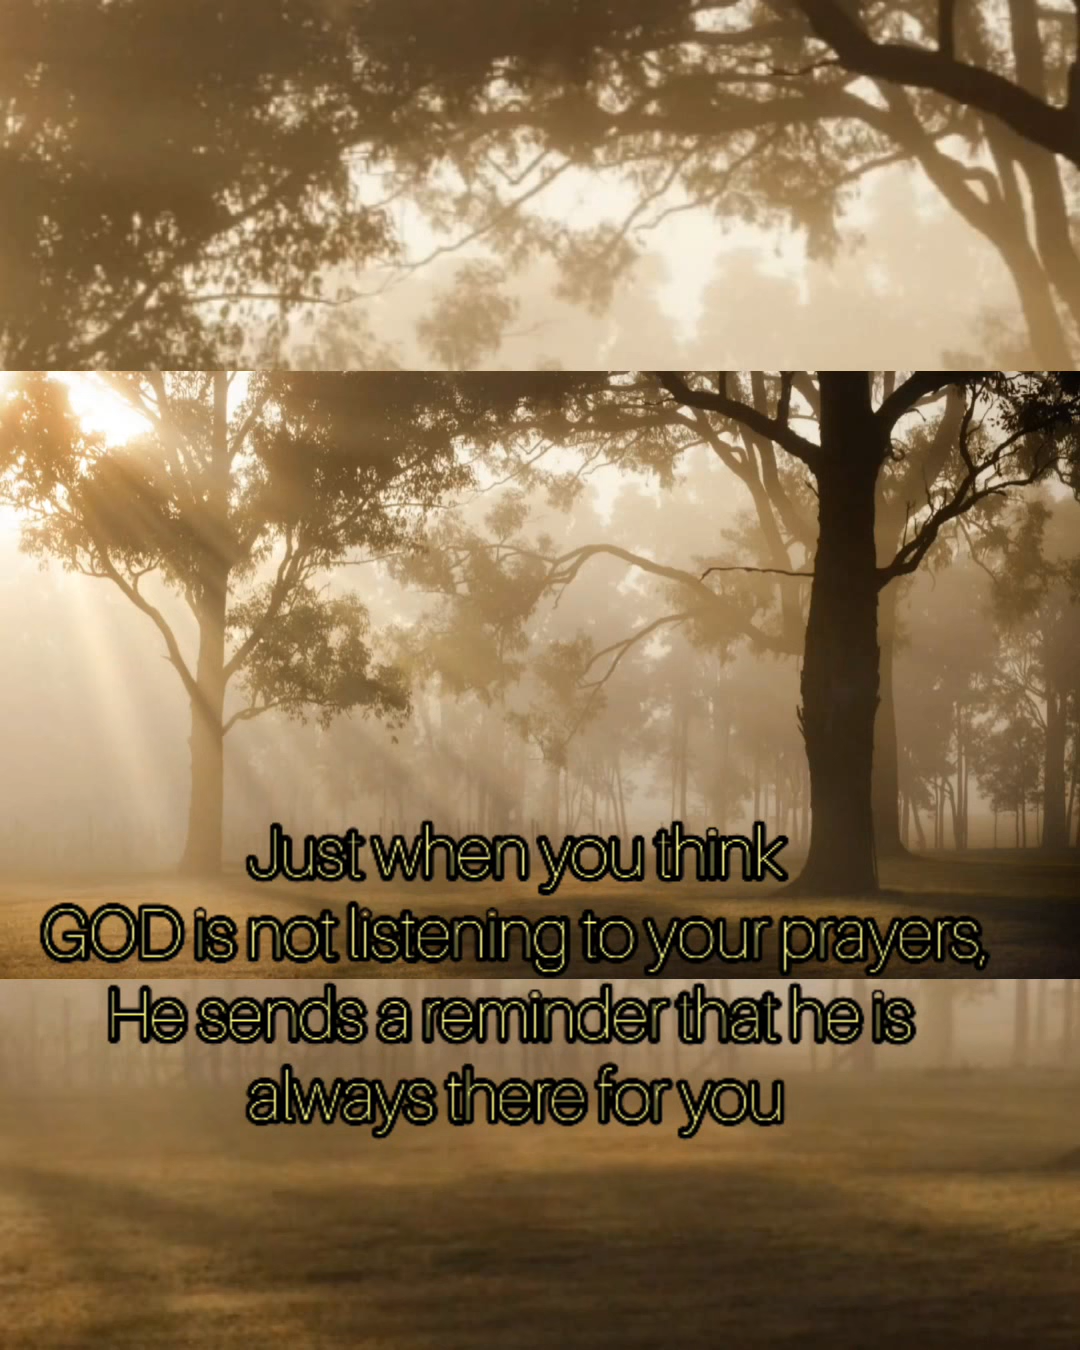 Just when you think
GOD is not listening to your prayers,
He sends a reminder that he is
always there for you